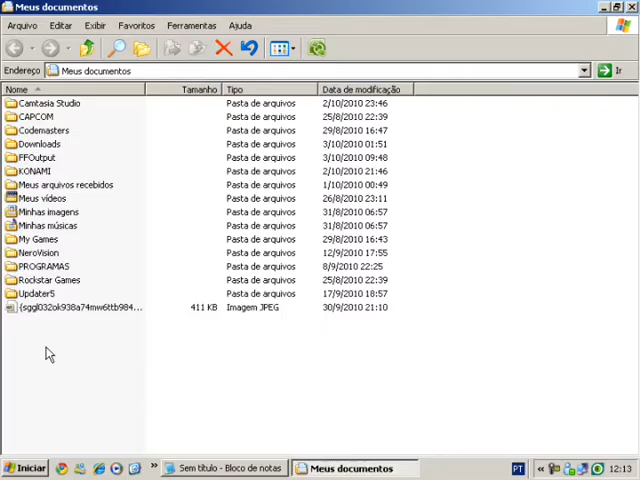 Meus documentos
Arquivo Editar Exibir Favoritos Ferramentas Ajuda
Endereço Meus documentos Ir
Nome Tamanho Tipo Data de modificação
Camtasia Studio Pasta de arquivos 2/10/2010 23:46
CAPCOM Pasta de arquivos 25/8/2010 22:39
Codemasters Pasta de arquivos 29/8/2010 16:47
Downloads Pasta de arquivos 3/10/2010 01:51
FFOutput Pasta de arquivos 3/10/2010 09:48
KONAMI Pasta de arquivos 2/10/2010 21:46
Meus arquivos recebidos Pasta de arquivos 1/10/2010 00:49
Meus vídeos Pasta de arquivos 26/8/2010 23:11
Minhas imagens Pasta de arquivos 31/8/2010 06:57
Minhas músicas Pasta de arquivos 31/8/2010 06:57
My Games Pasta de arquivos 29/8/2010 16:43
NeroVision Pasta de arquivos 12/9/2010 17:55
PROGRAMAS Pasta de arquivos 8/9/2010 22:25
Rockstar Games Pasta de arquivos 25/8/2010 22:39
Updater5 Pasta de arquivos 17/9/2010 18:57
{sggl032ok938a74mw6ttb984... 411 KB Imagem JPEG 30/9/2010 21:10
Iniciar » Sem título - Bloco de notas Meus documentos PT « 12:13